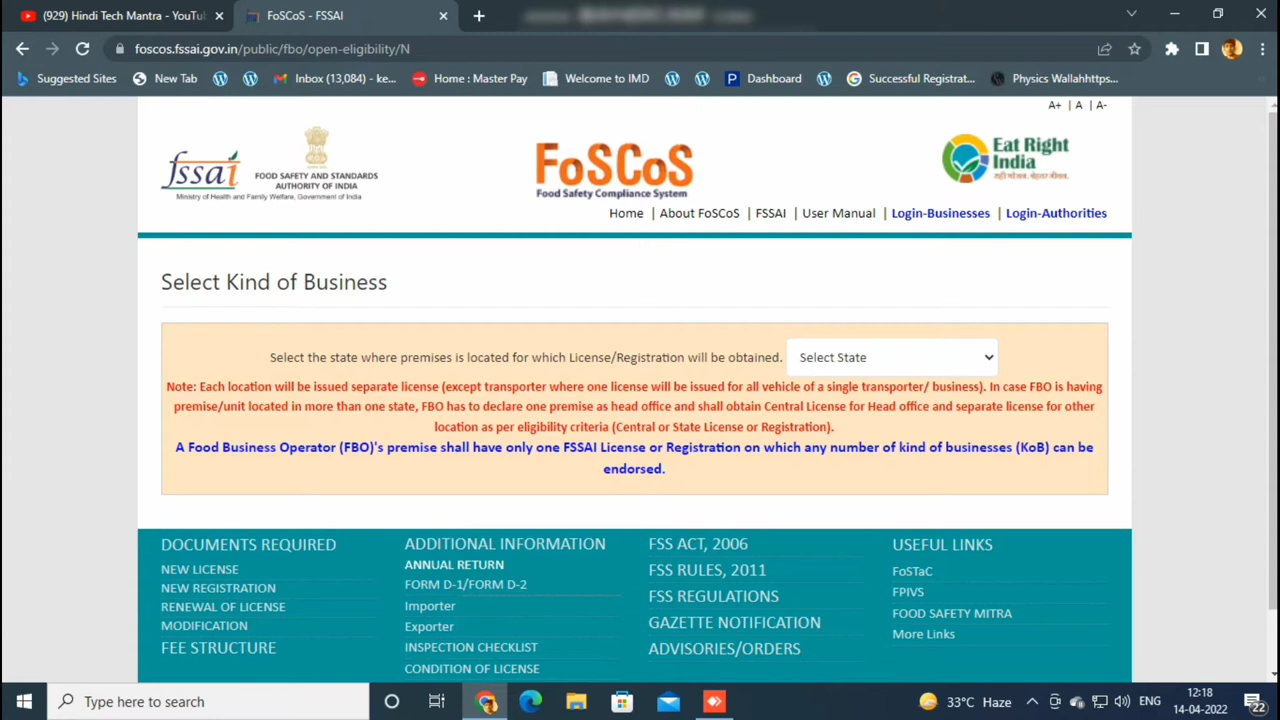 (929) Hindi Tech Mantra - YouTu
FoSCoS - FSSAI
foscos.fssai.gov.in/public/fbo/open-eligibility/N
Suggested Sites
New Tab
Inbox (13,084) - ke...
Home : Master Pay
Welcome to IMD
Dashboard
Successful Registrat...
Physics Wallahhttps...
A+ | A | A-
fssai
FOOD SAFETY AND STANDARDS
AUTHORITY OF INDIA
Ministry of Health and Family Welfare, Government of India
FoSCoS
Food Safety Compliance System
Eat Right
India
सही भोजन. बेहतर जीवन.
Home | About FoSCoS | FSSAI | User Manual | Login-Businesses | Login-Authorities
Select Kind of Business
Select the state where premises is located for which License/Registration will be obtained. Select State
Note: Each location will be issued separate license (except transporter where one license will be issued for all vehicle of a single transporter/ business). In case FBO is having
premise/unit located in more than one state, FBO has to declare one premise as head office and shall obtain Central License for Head office and separate license for other
location as per eligibility criteria (Central or State License or Registration).
A Food Business Operator (FBO)'s premise shall have only one FSSAI License or Registration on which any number of kind of businesses (KoB) can be
endorsed.
DOCUMENTS REQUIRED
NEW LICENSE
NEW REGISTRATION
RENEWAL OF LICENSE
MODIFICATION
FEE STRUCTURE
ADDITIONAL INFORMATION
ANNUAL RETURN
FORM D-1/FORM D-2
Importer
Exporter
INSPECTION CHECKLIST
CONDITION OF LICENSE
FSS ACT, 2006
FSS RULES, 2011
FSS REGULATIONS
GAZETTE NOTIFICATION
ADVISORIES/ORDERS
USEFUL LINKS
FoSTaC
FPIVS
FOOD SAFETY MITRA
More Links
Type here to search
33°C Haze
ENG
12:18
14-04-2022
22